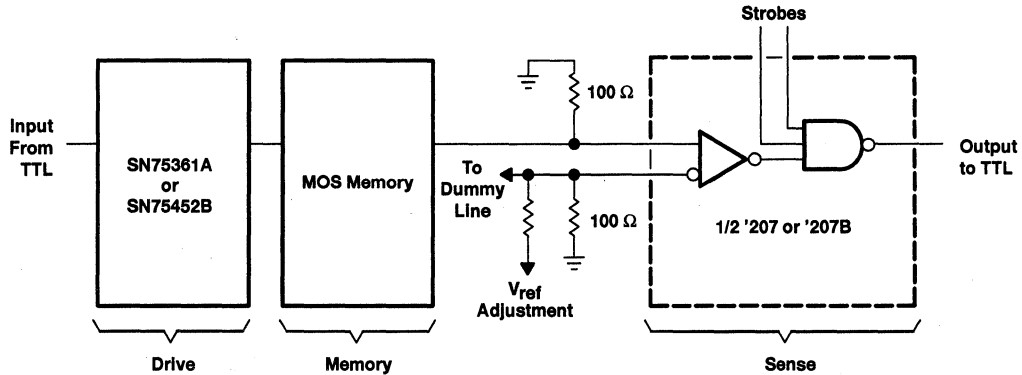 Strobes
Input
From
TTL
SN75361A
or
SN75452B
MOS Memory
100 Ω
To
Dummy
Line
100 Ω
Vref
Adjustment
1/2 '207 or '207B
Output
to TTL
Drive
Memory
Sense